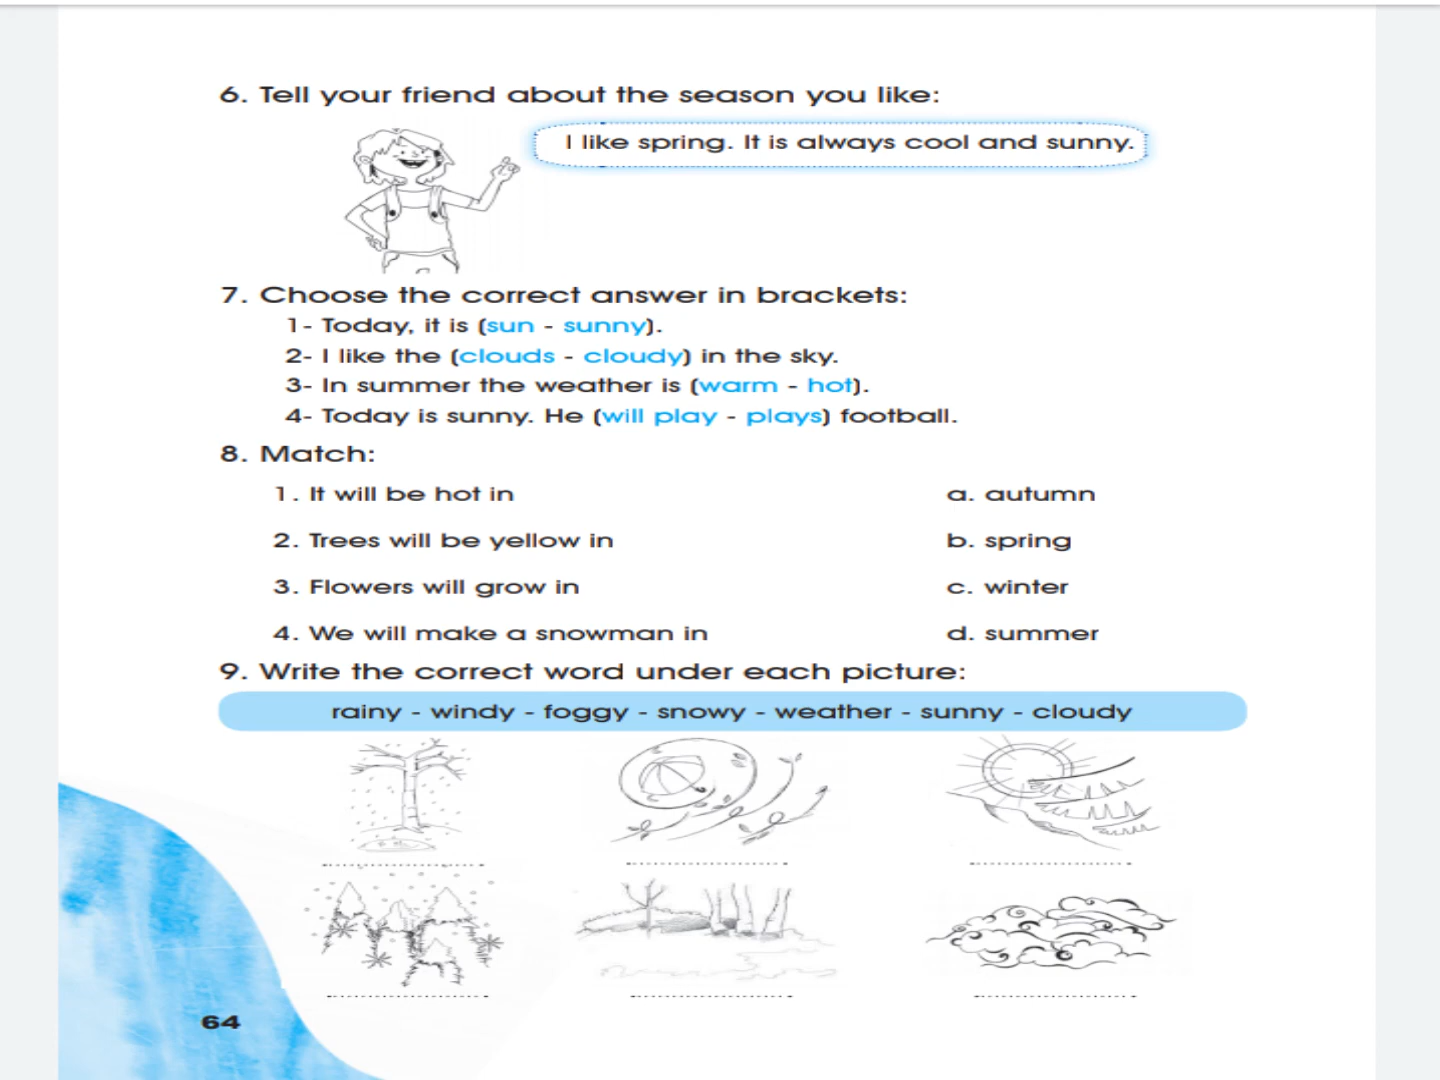 6. Tell your friend about the season you like:
I like spring. It is always cool and sunny.
7. Choose the correct answer in brackets:
1- Today, it is (sun - sunny).
2- I like the (clouds - cloudy) in the sky.
3- In summer the weather is (warm - hot).
4- Today is sunny. He (will play - plays) football.
8. Match:
1. It will be hot in a. autumn
2. Trees will be yellow in b. spring
3. Flowers will grow in c. winter
4. We will make a snowman in d. summer
9. Write the correct word under each picture:
rainy - windy - foggy - snowy - weather - sunny - cloudy
64